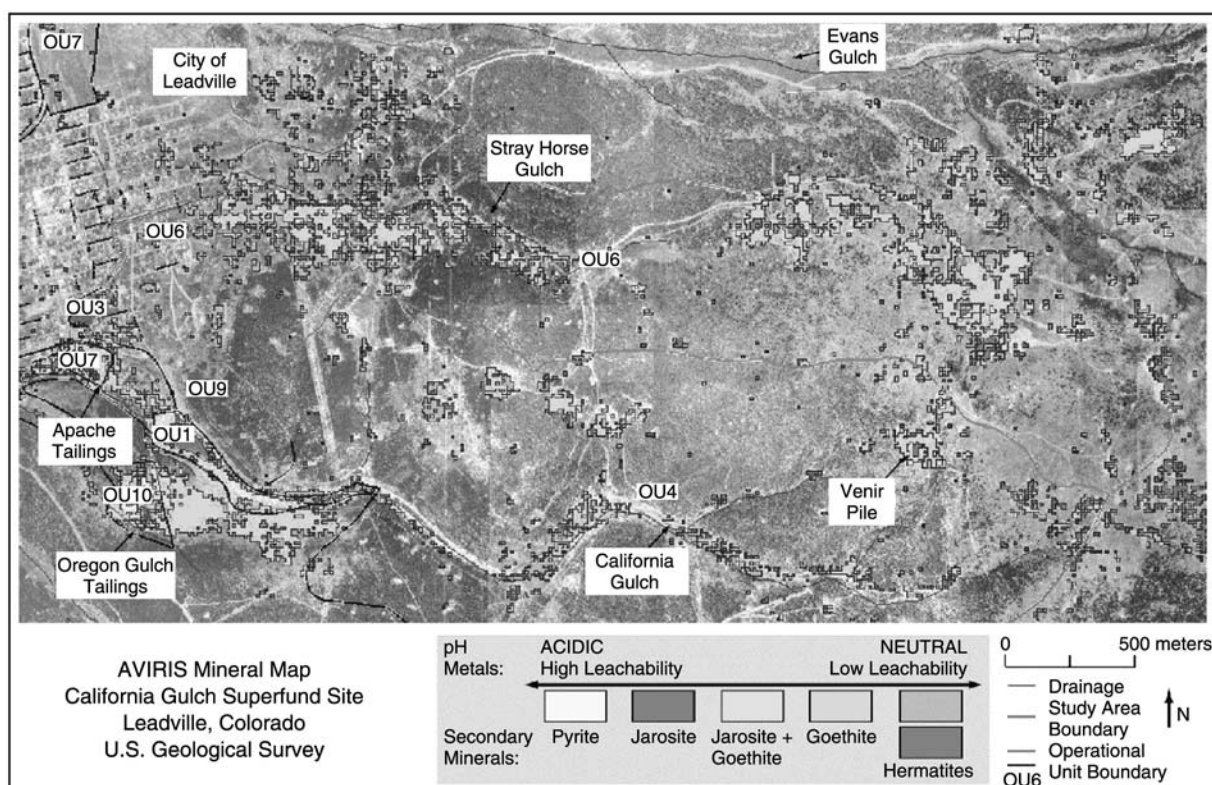 OU7
City of
Leadville
Evans
Gulch
Stray Horse
Gulch
OU6
OU6
OU3
OU7
OU9
Apache
Tailings
OU1
OU10
Oregon Gulch
Tailings
OU4
California
Gulch
Venir
Pile
AVIRIS Mineral Map
California Gulch Superfund Site
Leadville, Colorado
U.S. Geological Survey
pH ACIDIC NEUTRAL
Metals: High Leachability Low Leachability
Secondary Minerals:
Pyrite
Jarosite
Jarosite +
Goethite
Goethite
Hermatites
0 500 meters
Drainage
Study Area
Boundary
Operational
OU6 Unit Boundary
N